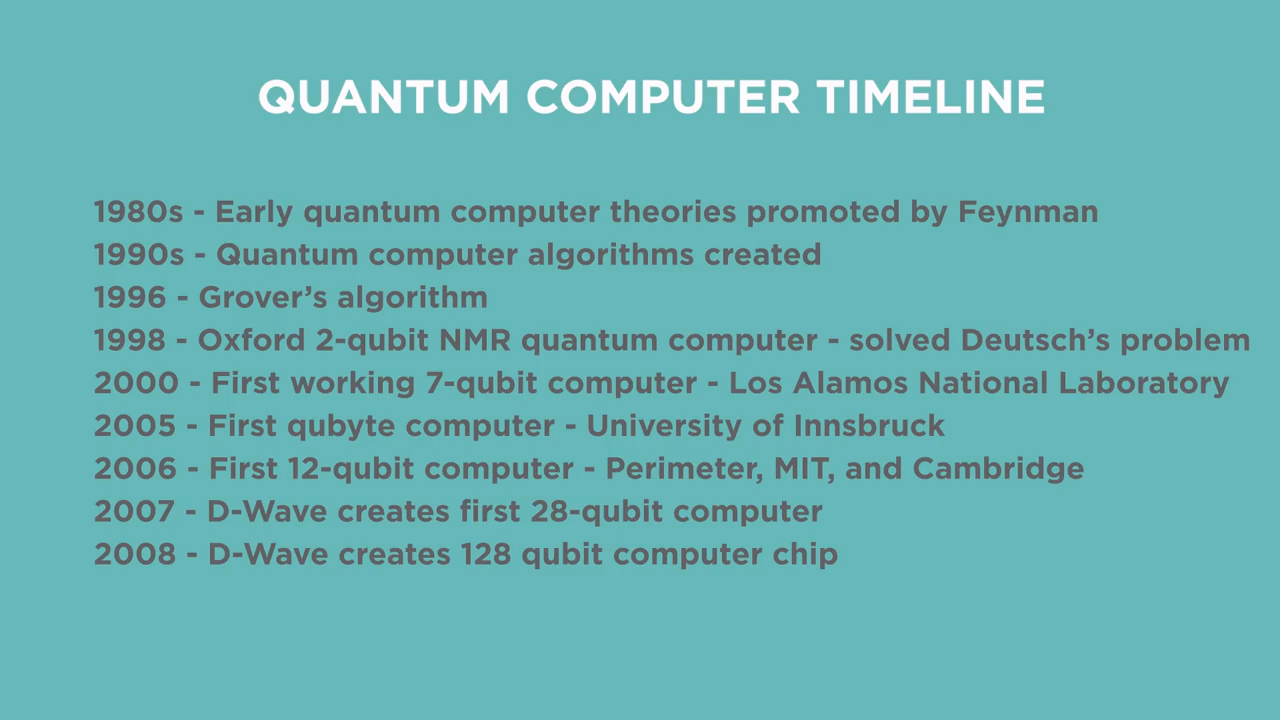 QUANTUM COMPUTER TIMELINE
1980s - Early quantum computer theories promoted by Feynman
1990s - Quantum computer algorithms created
1996 - Grover’s algorithm
1998 - Oxford 2-qubit NMR quantum computer - solved Deutsch’s problem
2000 - First working 7-qubit computer - Los Alamos National Laboratory
2005 - First qubyte computer - University of Innsbruck
2006 - First 12-qubit computer - Perimeter, MIT, and Cambridge
2007 - D-Wave creates first 28-qubit computer
2008 - D-Wave creates 128 qubit computer chip